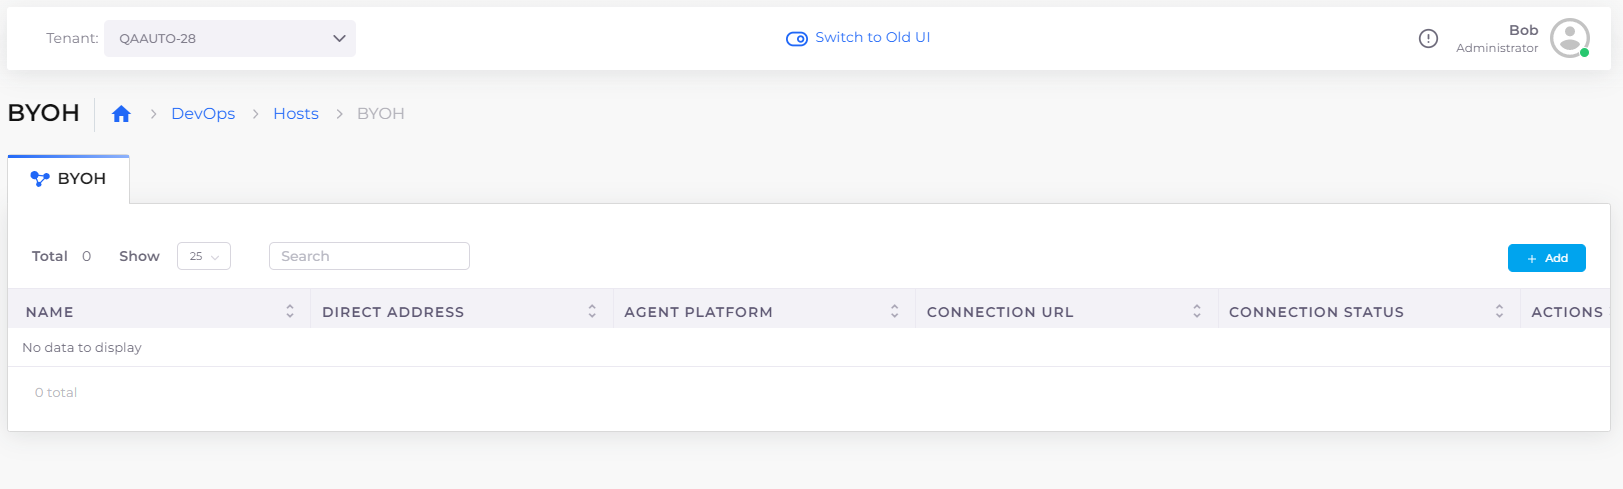 Tenant: QAAUTO-28 Switch to Old UI Bob
Administrator
BYOH DevOps Hosts BYOH
BYOH
Total 0 Show 25 Search + Add
NAME DIRECT ADDRESS AGENT PLATFORM CONNECTION URL CONNECTION STATUS ACTIONS
No data to display
0 total